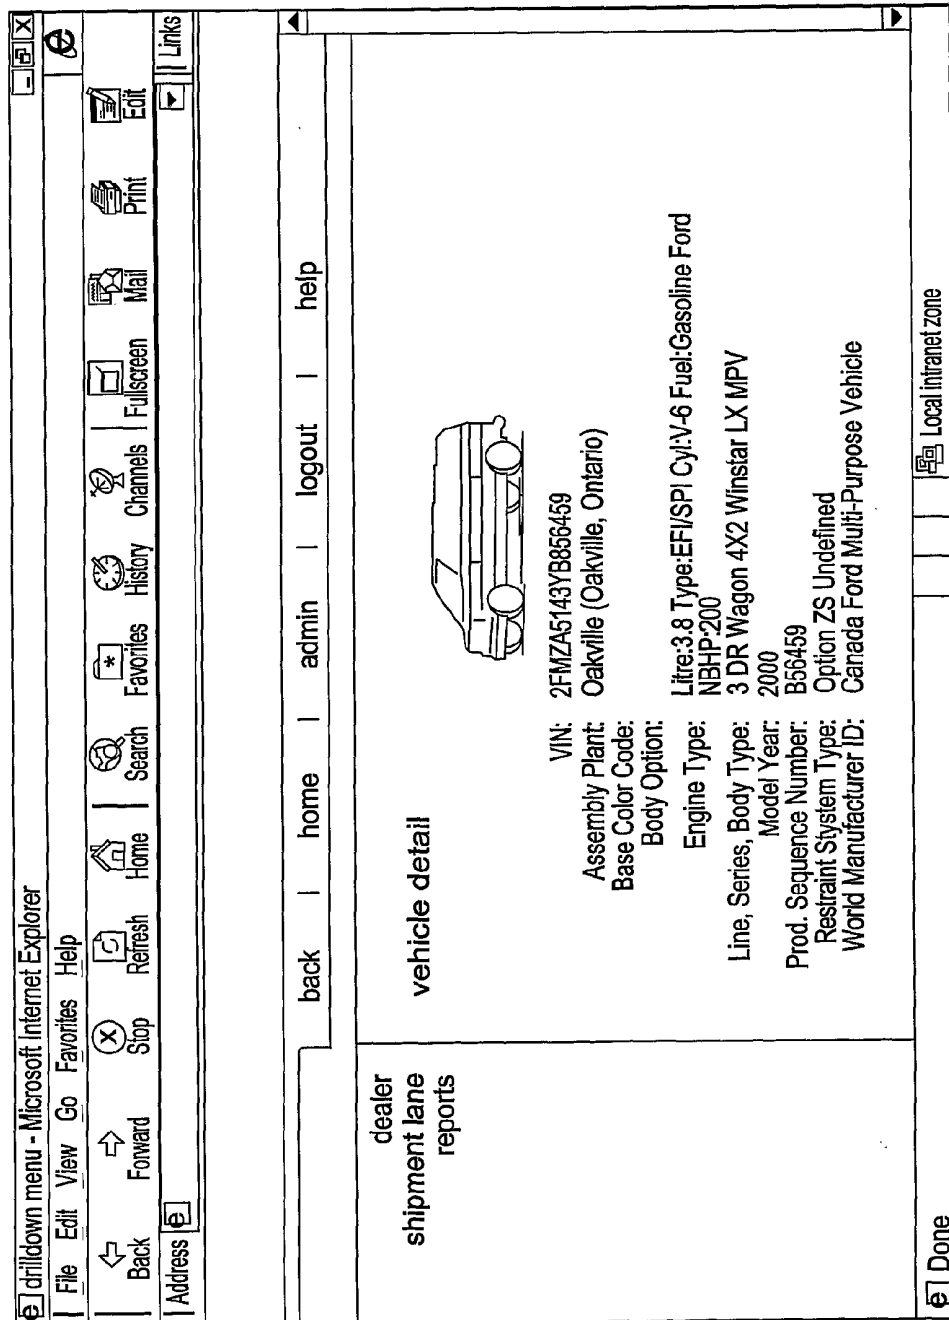 drilldown menu - Microsoft Internet Explorer
File Edit View Go Favorites Help
Back Forward Stop Refresh Home Search Favorites History Channels Fullscreen Mail Print Edit
Address Links
back | home | admin | logout | help
dealer
shipment lane
reports
vehicle detail
VIN: 2FMZA5143YB856459
Assembly Plant: Oakville (Oakville, Ontario)
Base Color Code:
Body Option:
Engine Type: Litre:3.8 Type:EFI/SPI Cyl:V-6 Fuel:Gasoline Ford
NBHP:200
Line, Series, Body Type: 3 DR Wagon 4X2 Winstar LX MPV
Model Year: 2000
Prod. Sequence Number: B56459
Restraint Stystem Type: Option ZS Undefined
World Manufacturer ID: Canada Ford Multi-Purpose Vehicle
Done Local intranet zone